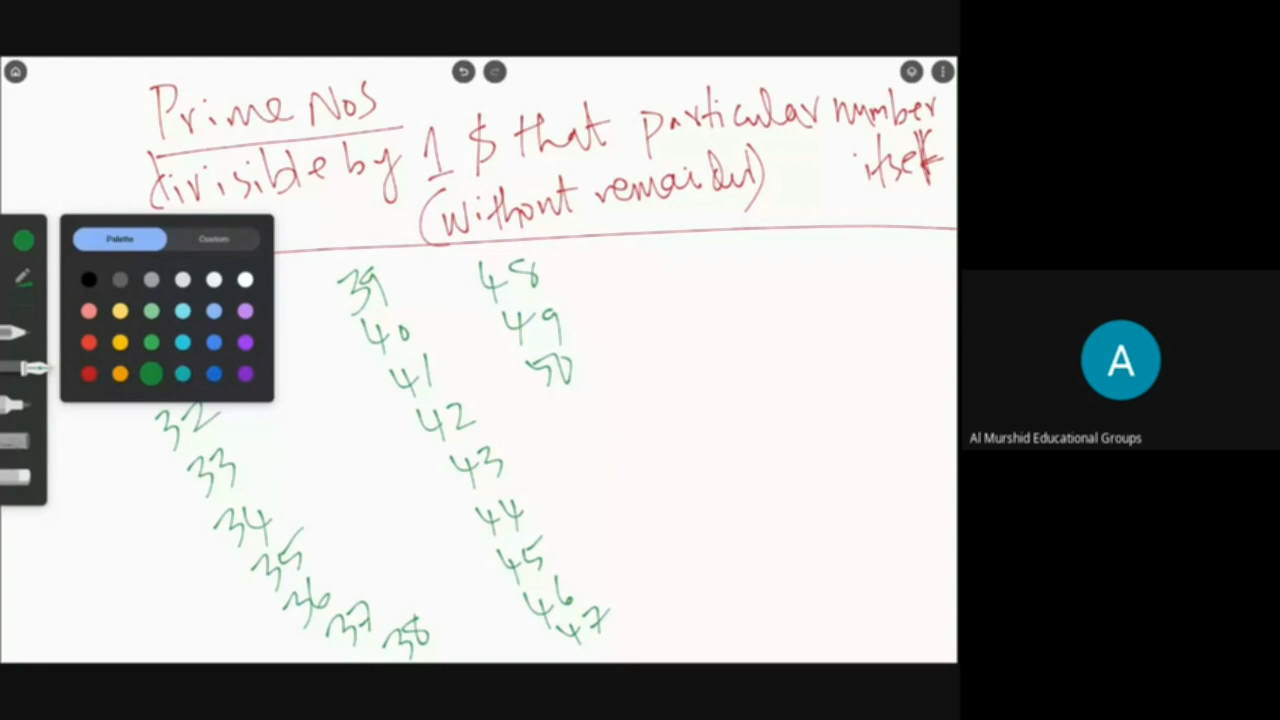 Prime Nos
divisible by 1 $ that particular number
(without remainder) itself
Palette Custom
39 48
40 49
41 50
32 42
33 43
34 44
35 45
36 46
37 47
38
A
Al Murshid Educational Groups